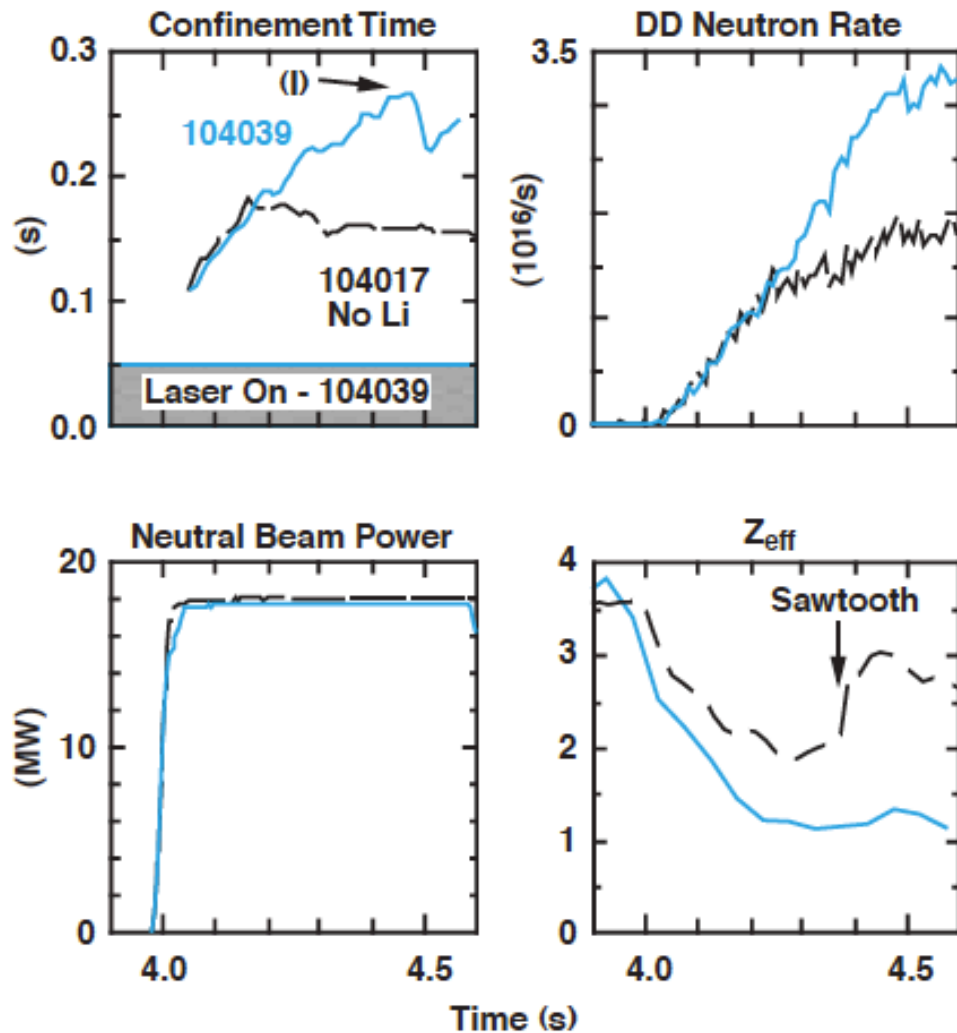 Confinement Time
0.3
0.2
0.1
0.0
(s)
(I)
104039
104017
No Li
Laser On - 104039
DD Neutron Rate
3.5
0
(10¹⁶/s)
Neutral Beam Power
20
10
0
(MW)
4.0
4.5
Zeff
4
3
2
1
0
Sawtooth
4.0
4.5
Time (s)